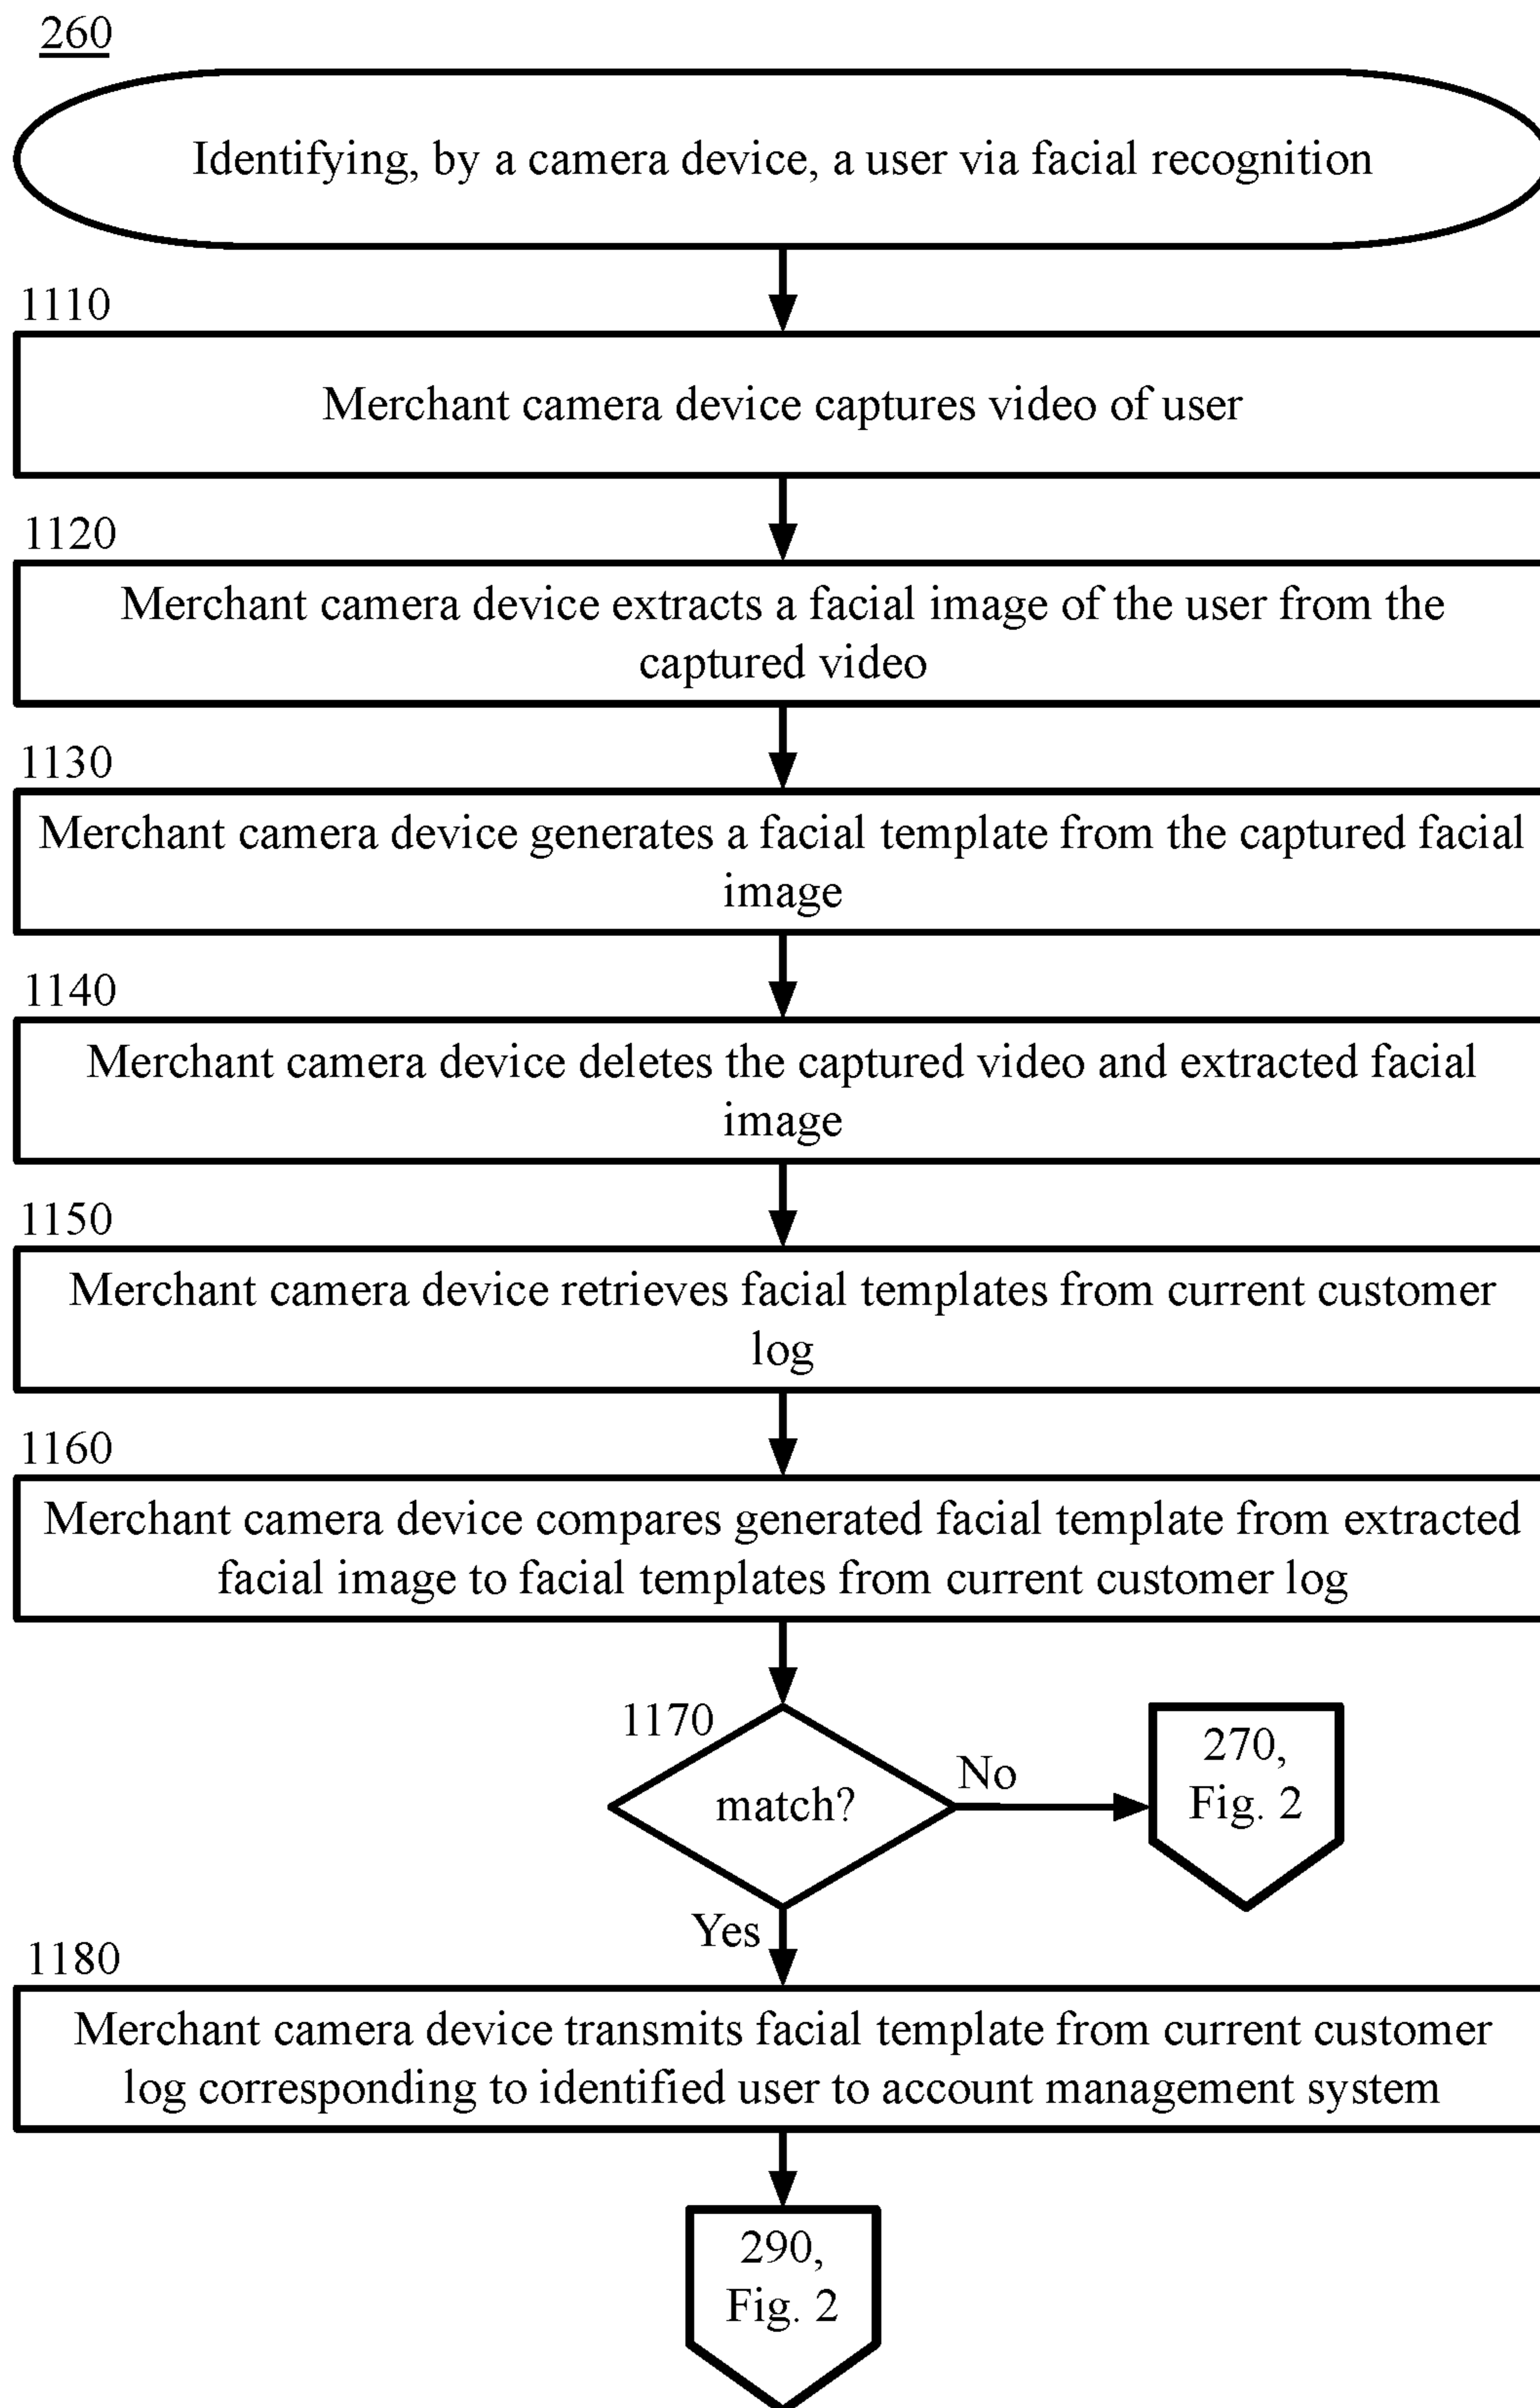 260
Identifying, by a camera device, a user via facial recognition
1110
Merchant camera device captures video of user
1120
Merchant camera device extracts a facial image of the user from the
captured video
1130
Merchant camera device generates a facial template from the captured facial
image
1140
Merchant camera device deletes the captured video and extracted facial
image
1150
Merchant camera device retrieves facial templates from current customer
log
1160
Merchant camera device compares generated facial template from extracted
facial image to facial templates from current customer log
1170
match?
No
270,
Fig. 2
Yes
1180
Merchant camera device transmits facial template from current customer
log corresponding to identified user to account management system
290,
Fig. 2